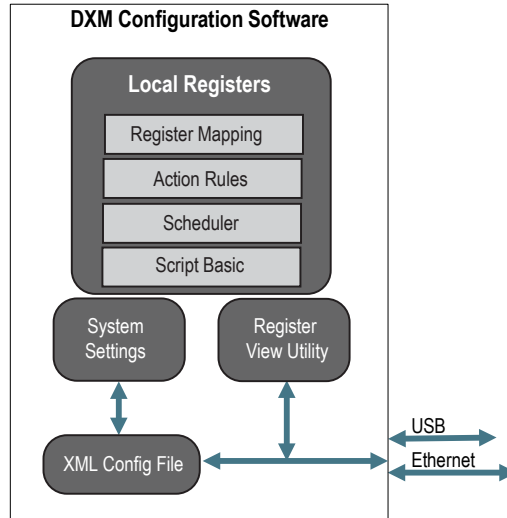 DXM Configuration Software
Local Registers
Register Mapping
Action Rules
Scheduler
Script Basic
System
Settings
Register
View Utility
XML Config File
USB
Ethernet